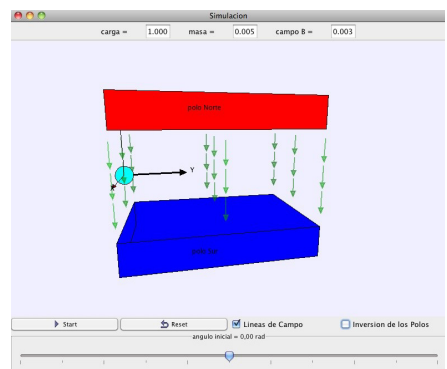 Simulacion
carga = 1.000 masa = 0.005 campo B = 0.003
polo Norte
Y
polo Sur
Start Reset Lineas de Campo Inversion de los Polos
angulo inicial = 0,00 rad